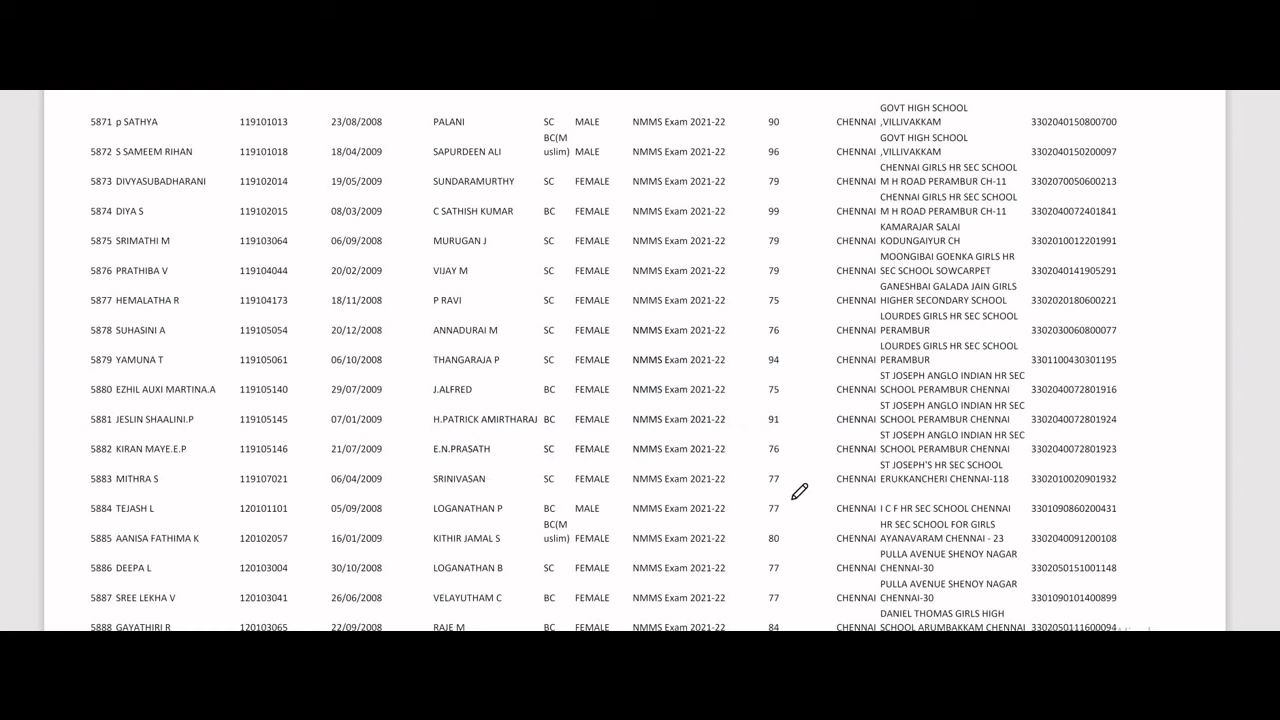 GOVT HIGH SCHOOL
5871 p SATHYA 119101013 23/08/2008 PALANI SC MALE NMMS Exam 2021-22 90 CHENNAI ,VILLIVAKKAM 3302040150800700
BC(M GOVT HIGH SCHOOL
5872 S SAMEEM RIHAN 119101018 18/04/2009 SAPURDEEN ALI uslim) MALE NMMS Exam 2021-22 96 CHENNAI ,VILLIVAKKAM 3302040150200097
CHENNAI GIRLS HR SEC SCHOOL
5873 DIVYASUBADHARANI 119102014 19/05/2009 SUNDARAMURTHY SC FEMALE NMMS Exam 2021-22 79 CHENNAI M H ROAD PERAMBUR CH-11 3302070050600213
CHENNAI GIRLS HR SEC SCHOOL
5874 DIYA S 119102015 08/03/2009 C SATHISH KUMAR BC FEMALE NMMS Exam 2021-22 99 CHENNAI M H ROAD PERAMBUR CH-11 3302040072401841
KAMARAJAR SALAI
5875 SRIMATHI M 119103064 06/09/2008 MURUGAN J SC FEMALE NMMS Exam 2021-22 79 CHENNAI KODUNGAIYUR CH 3302010012201991
MOONGIBAI GOENKA GIRLS HR
5876 PRATHIBA V 119104044 20/02/2009 VIJAY M SC FEMALE NMMS Exam 2021-22 79 CHENNAI SEC SCHOOL SOWCARPET 3302040141905291
GANESHBAI GALADA JAIN GIRLS
5877 HEMALATHA R 119104173 18/11/2008 P RAVI SC FEMALE NMMS Exam 2021-22 75 CHENNAI HIGHER SECONDARY SCHOOL 3302020180600221
LOURDES GIRLS HR SEC SCHOOL
5878 SUHASINI A 119105054 20/12/2008 ANNADURAI M SC FEMALE NMMS Exam 2021-22 76 CHENNAI PERAMBUR 3302030060800077
LOURDES GIRLS HR SEC SCHOOL
5879 YAMUNA T 119105061 06/10/2008 THANGARAJA P SC FEMALE NMMS Exam 2021-22 94 CHENNAI PERAMBUR 3301100430301195
ST JOSEPH ANGLO INDIAN HR SEC
5880 EZHIL AUXI MARTINA.A 119105140 29/07/2009 J.ALFRED BC FEMALE NMMS Exam 2021-22 75 CHENNAI SCHOOL PERAMBUR CHENNAI 3302040072801916
ST JOSEPH ANGLO INDIAN HR SEC
5881 JESLIN SHAALINI.P 119105145 07/01/2009 H.PATRICK AMIRTHARAJ BC FEMALE NMMS Exam 2021-22 91 CHENNAI SCHOOL PERAMBUR CHENNAI 3302040072801924
ST JOSEPH ANGLO INDIAN HR SEC
5882 KIRAN MAYE.E.P 119105146 21/07/2009 E.N.PRASATH SC FEMALE NMMS Exam 2021-22 76 CHENNAI SCHOOL PERAMBUR CHENNAI 3302040072801923
ST JOSEPH'S HR SEC SCHOOL
5883 MITHRA S 119107021 06/04/2009 SRINIVASAN SC FEMALE NMMS Exam 2021-22 77 CHENNAI ERUKKANCHERI CHENNAI-118 3302010020901932
5884 TEJASH L 120101101 05/09/2008 LOGANATHAN P BC MALE NMMS Exam 2021-22 77 CHENNAI I C F HR SEC SCHOOL CHENNAI 3301090860200431
BC(M HR SEC SCHOOL FOR GIRLS
5885 AANISA FATHIMA K 120102057 16/01/2009 KITHIR JAMAL S uslim) FEMALE NMMS Exam 2021-22 80 CHENNAI AYANAVARAM CHENNAI - 23 3302040091200108
PULLA AVENUE SHENOY NAGAR
5886 DEEPA L 120103004 30/10/2008 LOGANATHAN B SC FEMALE NMMS Exam 2021-22 77 CHENNAI CHENNAI-30 3302050151001148
PULLA AVENUE SHENOY NAGAR
5887 SREE LEKHA V 120103041 26/06/2008 VELAYUTHAM C BC FEMALE NMMS Exam 2021-22 77 CHENNAI CHENNAI-30 3301090101400899
DANIEL THOMAS GIRLS HIGH
5888 GAYATHIRI R 120103065 22/09/2008 RAJE M BC FEMALE NMMS Exam 2021-22 84 CHENNAI SCHOOL ARUMBAKKAM CHENNAI 3302050111600094